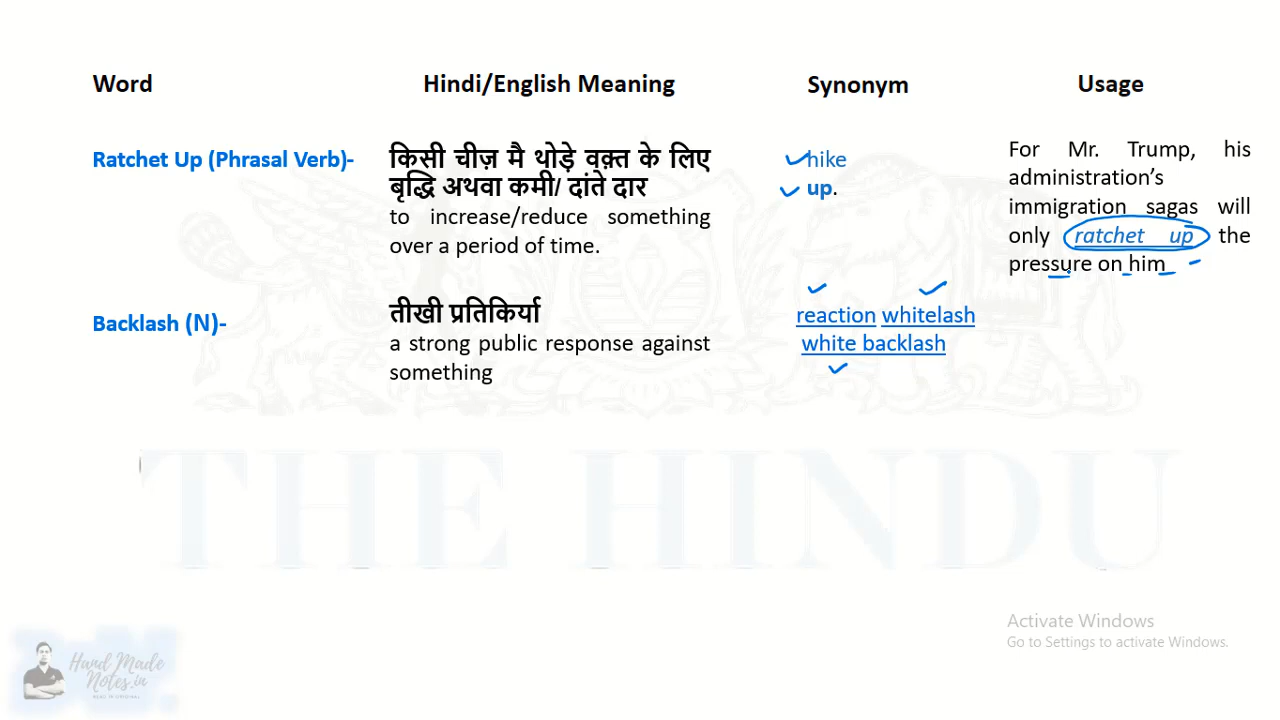 Word Hindi/English Meaning Synonym Usage
Ratchet Up (Phrasal Verb)-
किसी चीज़ मै थोड़े वक़्त के लिए
बृद्धि अथवा कमी/ दांते दार
to increase/reduce something
over a period of time.
hike
up.
For Mr. Trump, his
administration's
immigration sagas will
only ratchet up the
pressure on him
Backlash (N)-
तीखी प्रतिकिर्या
a strong public response against
something
reaction whitelash
white backlash
THE HINDU
Activate Windows
Go to Settings to activate Windows.
Hand Made
Notes.in